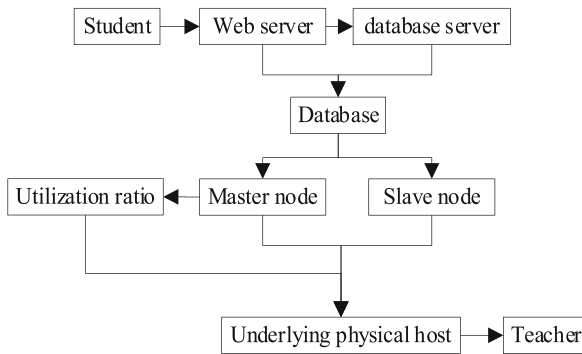 Student
Web server
database server
Database
Utilization ratio
Master node
Slave node
Underlying physical host
Teacher